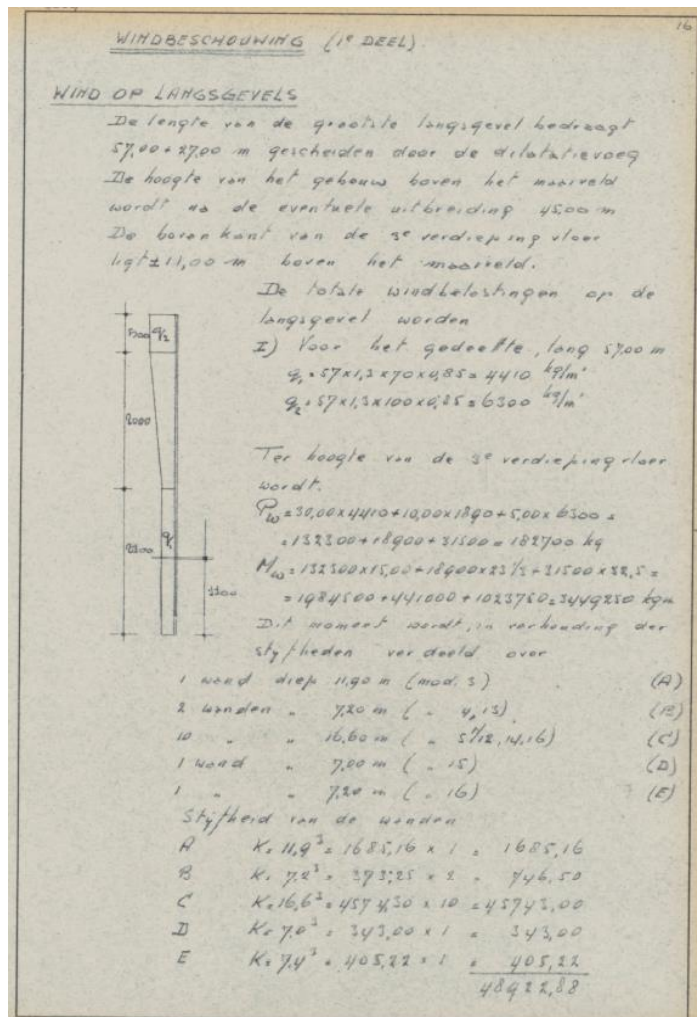 16
WINDBESCHOUWING (1e DEEL)
WIND OP LANGSGEVELS
De lengte van de grootste langsgevel bedraagt
57,00 + 27,00 m gescheiden door de dilatatievoeg
De hoogte van het gebouw boven het maaiveld
wordt na de eventuele uitbreiding 45,00 m
De bovenkant van de 3e verdieping vloer
ligt ± 11,00 m boven het maaiveld.
De totale windbelastingen op de
langsgevel worden
I) Voor het gedeelte, lang 57,00 m
q₁ = 57 x 1,3 x 70 x 0,85 = 4410 kg/m'
q₂ = 57 x 1,3 x 100 x 0,85 = 6300 kg/m'
q₂
q₁
1100
Ter hoogte van de 3e verdieping vloer
wordt.
Pw = 30,00 x 4410 + 10,00 x 1890 + 5,00 x 6300 =
= 132300 + 18900 + 31500 = 182700 kg
Mw = 132300 x 15,00 + 18900 x 23⅓ + 31500 x 32,5 =
= 1984500 + 441000 + 1023750 = 3449250 kgm
Dit moment wordt, in verhouding der
styfheden verdeeld over
1 wand diep 11,90 m (mod. 3) (A)
2 wanden " 7,20 m ( " 4, 13) (B)
10 " " 16,60 m ( " 5 t/m 12, 14, 16) (C)
1 wand " 7,00 m ( " 15) (D)
1 " " 7,20 m ( " 16) (E)
Styfheid van de wanden
A K = 11,9³ = 1685,16 x 1 = 1685,16
B K = 7,2³ = 373,25 x 2 = 746,50
C K = 16,6³ = 4574,30 x 10 = 45743,00
D K = 7,0³ = 343,00 x 1 = 343,00
E K = 7,4³ = 405,22 x 1 = 405,22
48922,88